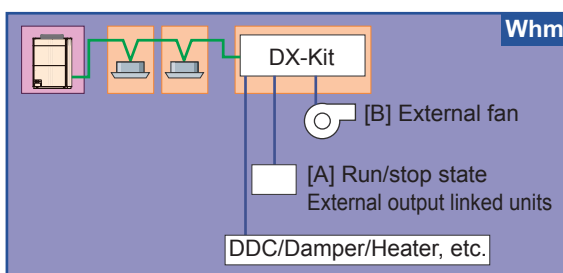 Whm
DX-Kit
[B] External fan
[A] Run/stop state
External output linked units
DDC/Damper/Heater, etc.